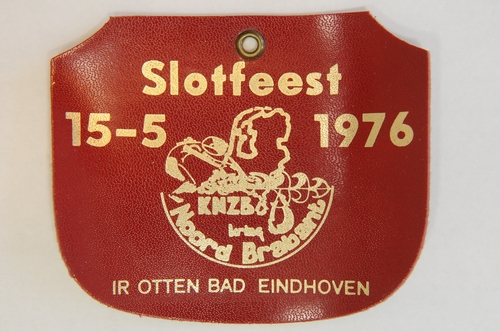 Slotfeest
15-5 1976
KNZB
kring
Noord Brabant
IR OTTEN BAD EINDHOVEN